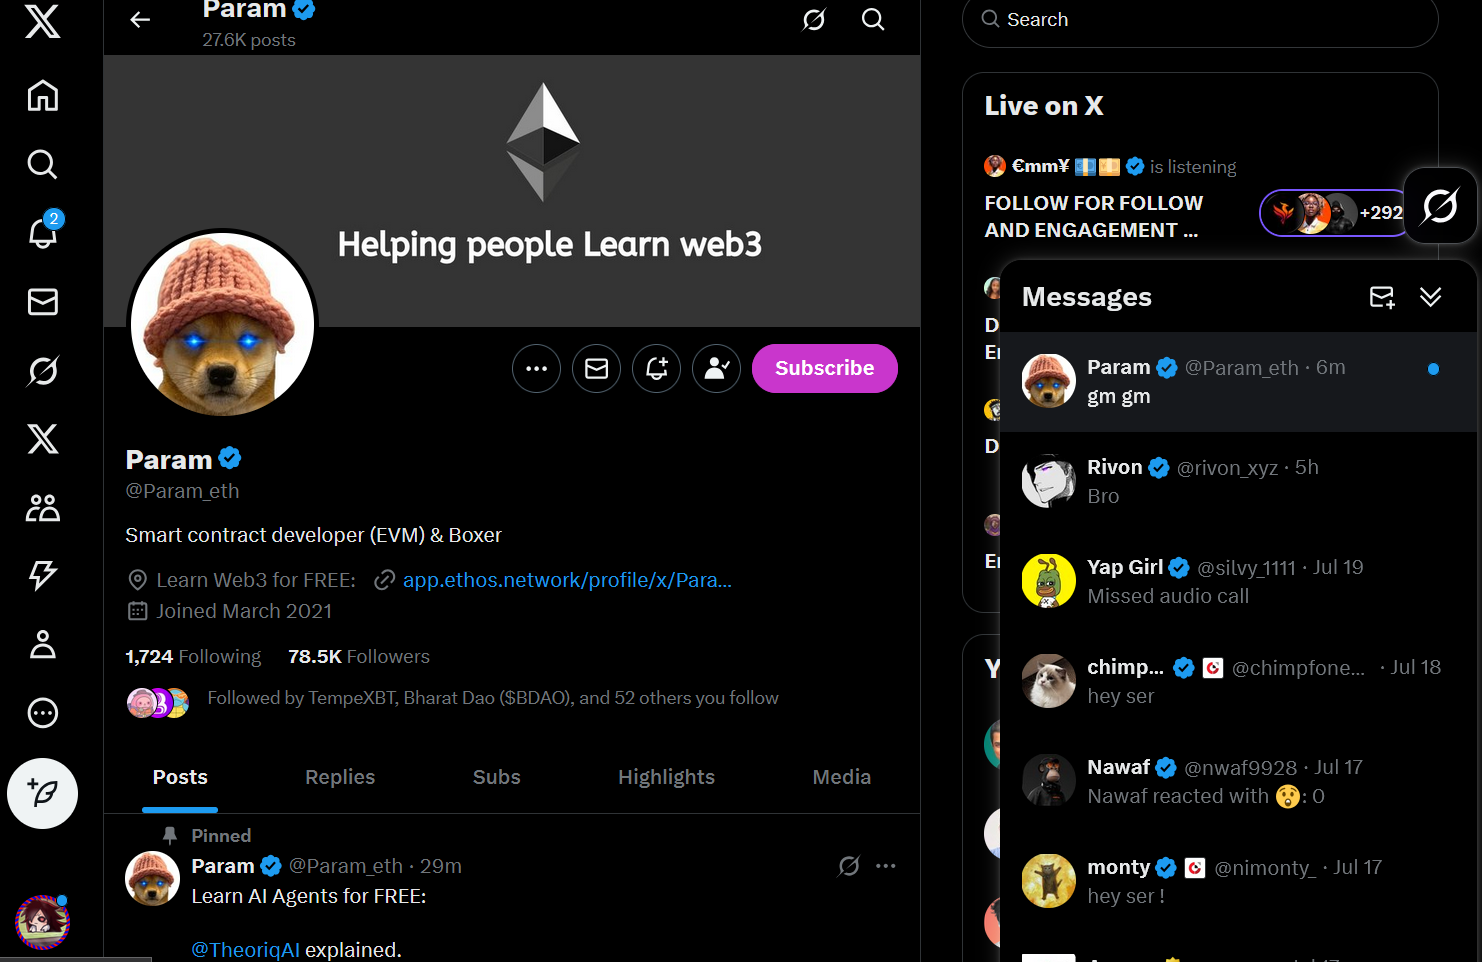 Param
27.6K posts
Helping people Learn web3
Subscribe
Param
@Param_eth
Smart contract developer (EVM) & Boxer
Learn Web3 for FREE: app.ethos.network/profile/x/Para...
Joined March 2021
1,724 Following 78.5K Followers
Followed by TempeXBT, Bharat Dao ($BDAO), and 52 others you follow
Posts Replies Subs Highlights Media
Pinned
Param @Param_eth · 29m
Learn AI Agents for FREE:
@TheoriqAI explained.
2
Search
Live on X
€mm¥ is listening
FOLLOW FOR FOLLOW
AND ENGAGEMENT ...
+292
D
D
Y
Messages
Param @Param_eth · 6m
gm gm
Rivon @rivon_xyz · 5h
Bro
Yap Girl @silvy_1111 · Jul 19
Missed audio call
chimp... @chimpfone... · Jul 18
hey ser
Nawaf @nwaf9928 · Jul 17
Nawaf reacted with 😲: 0
monty @nimonty_ · Jul 17
hey ser !